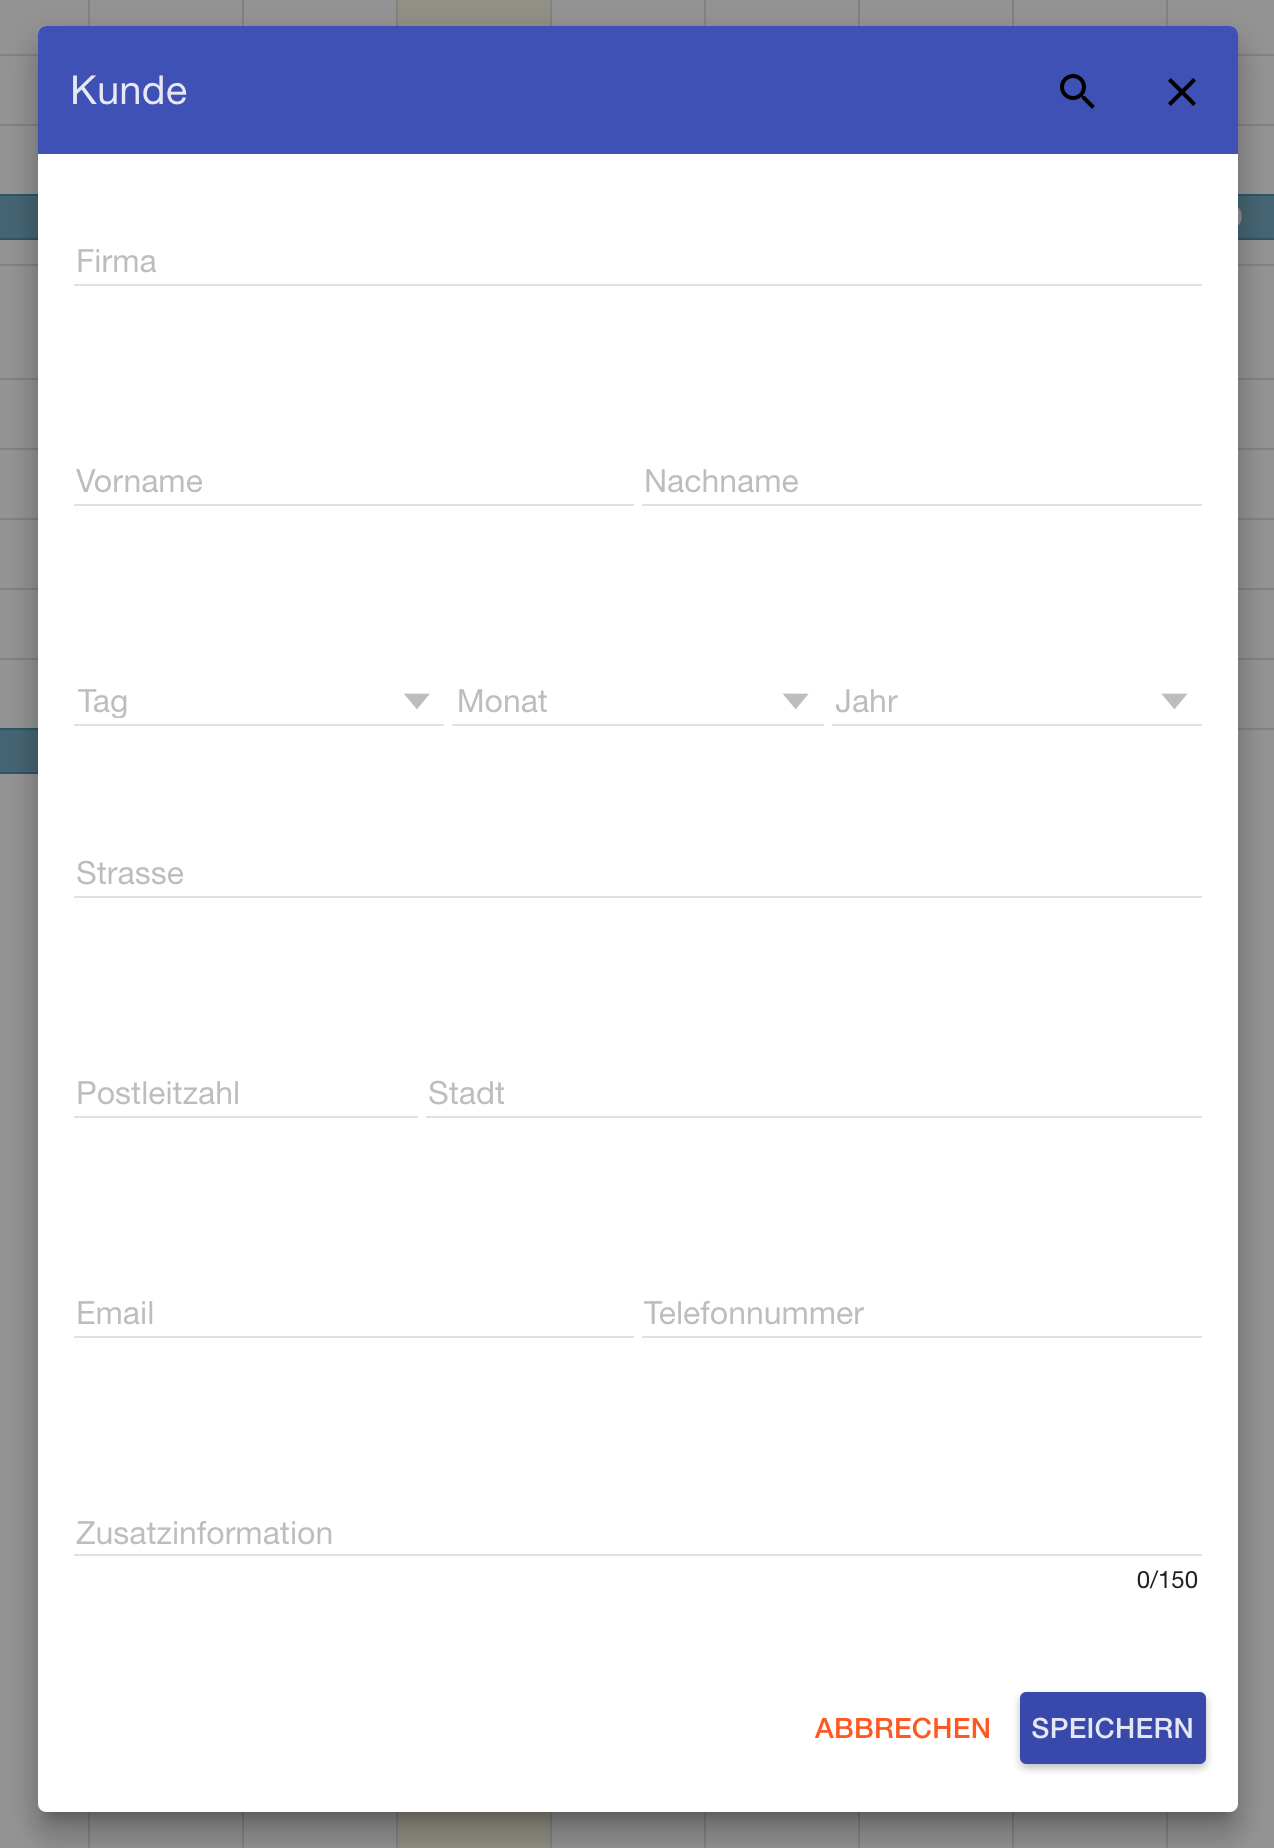 Kunde
Firma
Vorname Nachname
Tag Monat Jahr
Strasse
Postleitzahl Stadt
Email Telefonnummer
Zusatzinformation
0/150
ABBRECHEN SPEICHERN